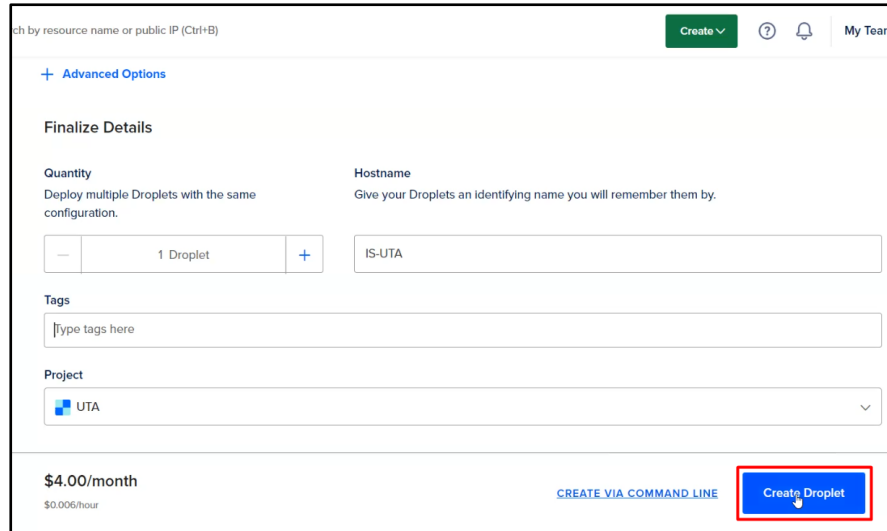 ch by resource name or public IP (Ctrl+B)
Create
?
My Tear
+ Advanced Options
Finalize Details
Quantity
Hostname
Deploy multiple Droplets with the same
configuration.
Give your Droplets an identifying name you will remember them by.
— 1 Droplet +
IS-UTA
Tags
Type tags here
Project
UTA
$4.00/month
$0.006/hour
CREATE VIA COMMAND LINE
Create Droplet